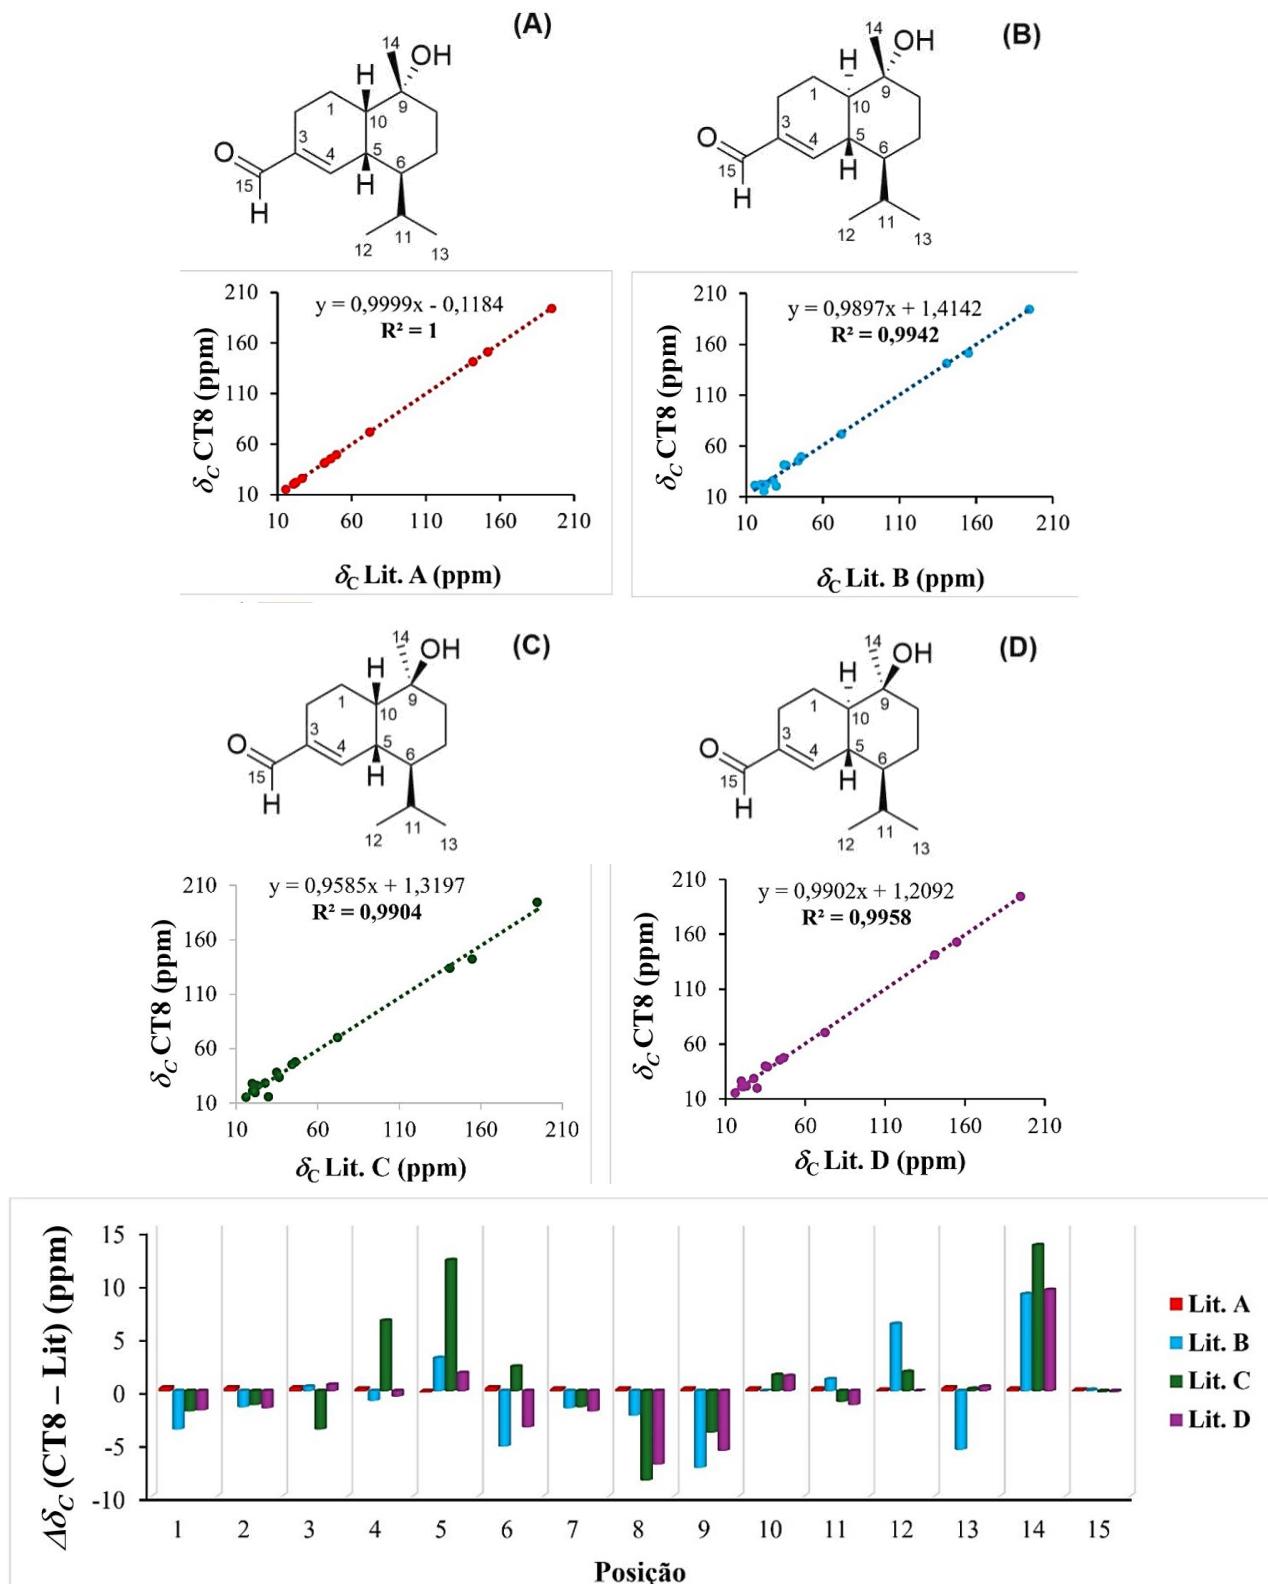 (A)
14
OH
H
1
9
10
3
4
5
6
O
15
H
H
11
12
13
(B)
14
OH
H
1
9
10
3
4
5
6
O
15
H
H
11
12
13
y = 0,9999x - 0,1184
R² = 1
δC CT8 (ppm)
210
160
110
60
10
10 60 110 160 210
δC Lit. A (ppm)
y = 0,9897x + 1,4142
R² = 0,9942
δC CT8 (ppm)
210
160
110
60
10
10 60 110 160 210
δC Lit. B (ppm)
(C)
14
OH
H
1
9
10
3
4
5
6
O
15
H
H
11
12
13
(D)
14
OH
H
1
9
10
3
4
5
6
O
15
H
H
11
12
13
y = 0,9585x + 1,3197
R² = 0,9904
δC CT8 (ppm)
210
160
110
60
10
10 60 110 160 210
δC Lit. C (ppm)
y = 0,9902x + 1,2092
R² = 0,9958
δC CT8 (ppm)
210
160
110
60
10
10 60 110 160 210
δC Lit. D (ppm)
ΔδC (CT8 – Lit) (ppm)
15
10
5
0
-5
-10
1 2 3 4 5 6 7 8 9 10 11 12 13 14 15
Posição
Lit. A
Lit. B
Lit. C
Lit. D